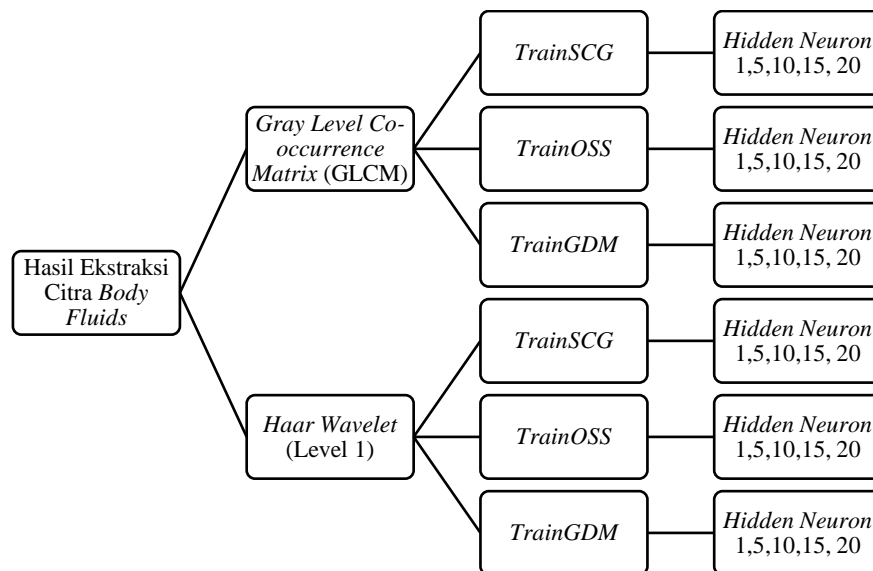 Hasil Ekstraksi
Citra Body
Fluids
Gray Level Co-
occurrence
Matrix (GLCM)
TrainSCG
Hidden Neuron
1,5,10,15, 20
TrainOSS
Hidden Neuron
1,5,10,15, 20
TrainGDM
Hidden Neuron
1,5,10,15, 20
Haar Wavelet
(Level 1)
TrainSCG
Hidden Neuron
1,5,10,15, 20
TrainOSS
Hidden Neuron
1,5,10,15, 20
TrainGDM
Hidden Neuron
1,5,10,15, 20